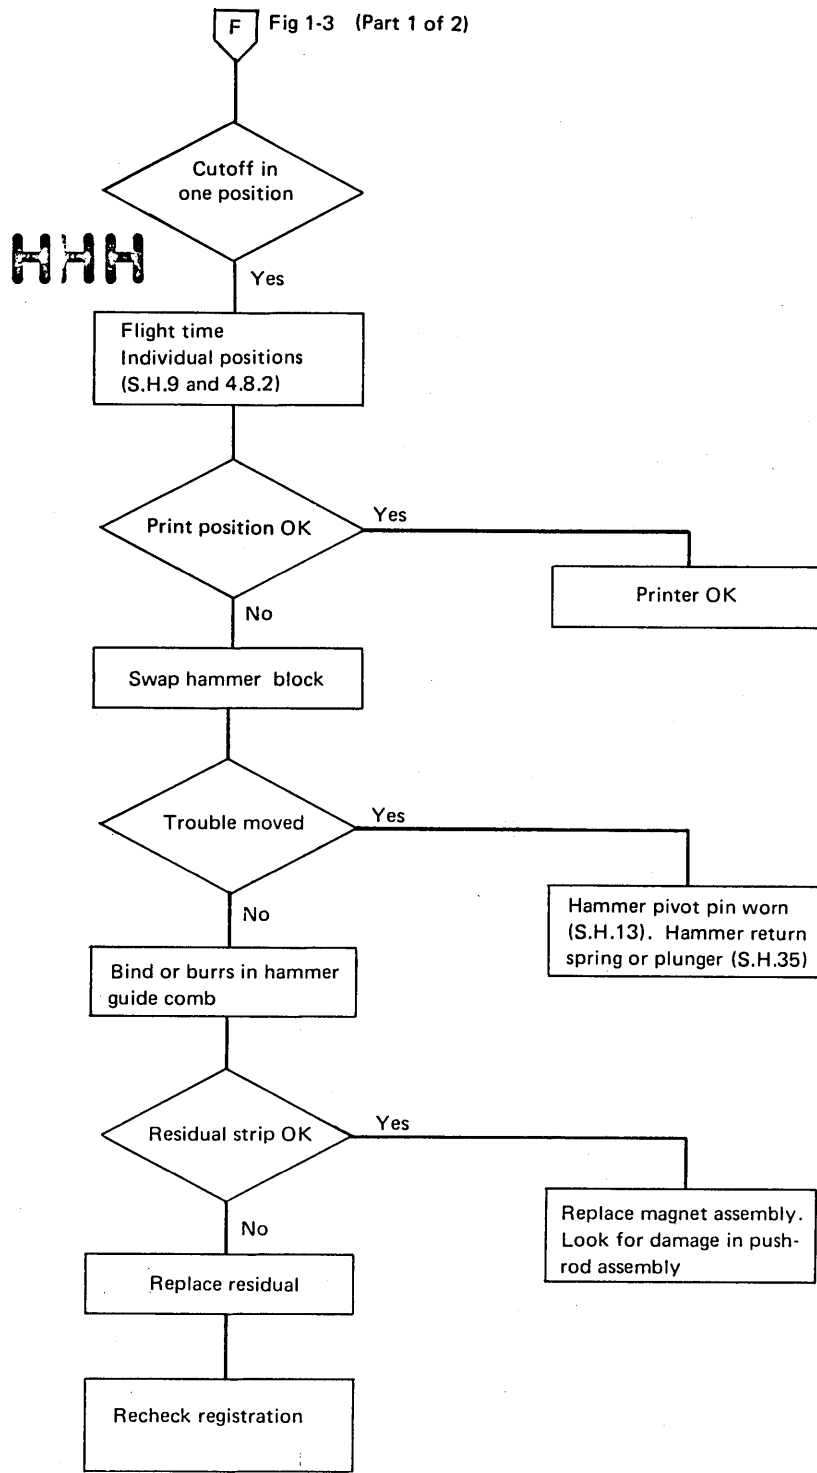 F Fig 1-3 (Part 1 of 2)
Cutoff in
one position
HHH
Yes
Flight time
Individual positions
(S.H.9 and 4.8.2)
Print position OK
Yes
Printer OK
No
Swap hammer block
Trouble moved
Yes
Hammer pivot pin worn
(S.H.13). Hammer return
spring or plunger (S.H.35)
No
Bind or burrs in hammer
guide comb
Residual strip OK
Yes
Replace magnet assembly.
Look for damage in push-
rod assembly
No
Replace residual
Recheck registration